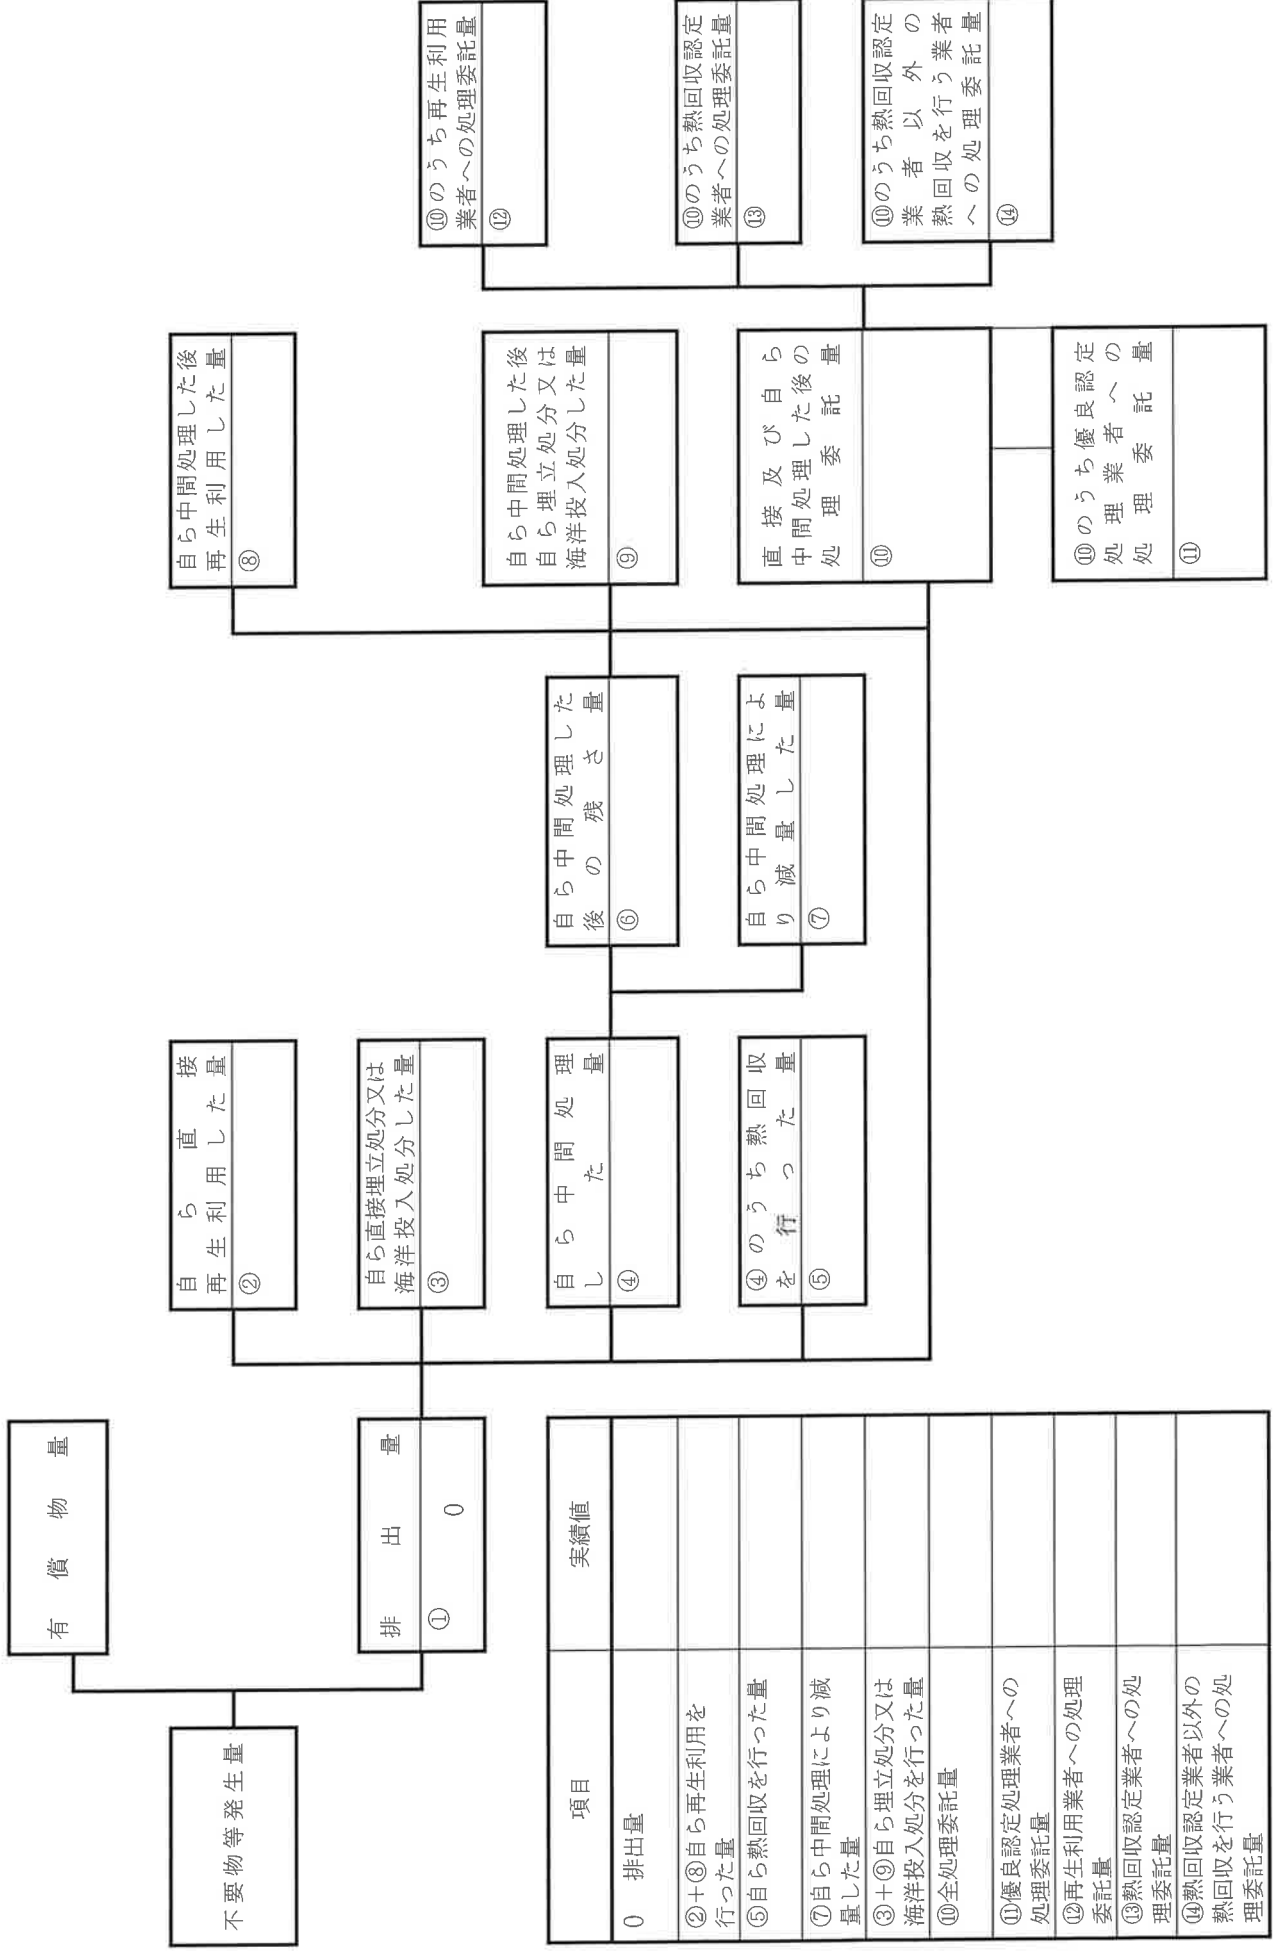 有償物量
不要物等発生量
排出量
①
0
自ら直接
再生利用した量
②
自ら直接埋立処分又は
海洋投入処分した量
③
自ら中間処理
した量
④
④のうち熱回収
を行った量
⑤
自ら中間処理した
後の残さ量
⑥
自ら中間処理によ
り減量した量
⑦
自ら中間処理した後
再生利用した量
⑧
自ら中間処理した後
自ら埋立処分又は
海洋投入処分した量
⑨
直接及び自ら
中間処理した後の
処理委託量
⑩
⑩のうち優良認定
処理業者への
処理委託量
⑪
⑩のうち再生利用
業者への処理委託量
⑫
⑩のうち熱回収認定
業者への処理委託量
⑬
⑩のうち熱回収認定
業者以外の
熱回収を行う業者
への処理委託量
⑭
項目 実績値
0 排出量 0
②+⑧自ら再生利用を
行った量
⑤自ら熱回収を行った量
⑦自ら中間処理により減
量した量
③+⑨自ら埋立処分又は
海洋投入処分を行った量
⑩全処理委託量
⑪優良認定処理業者への
処理委託量
⑫再生利用業者への処理
委託量
⑬熱回収認定業者への処
理委託量
⑭熱回収認定業者以外の
熱回収を行う業者への処
理委託量